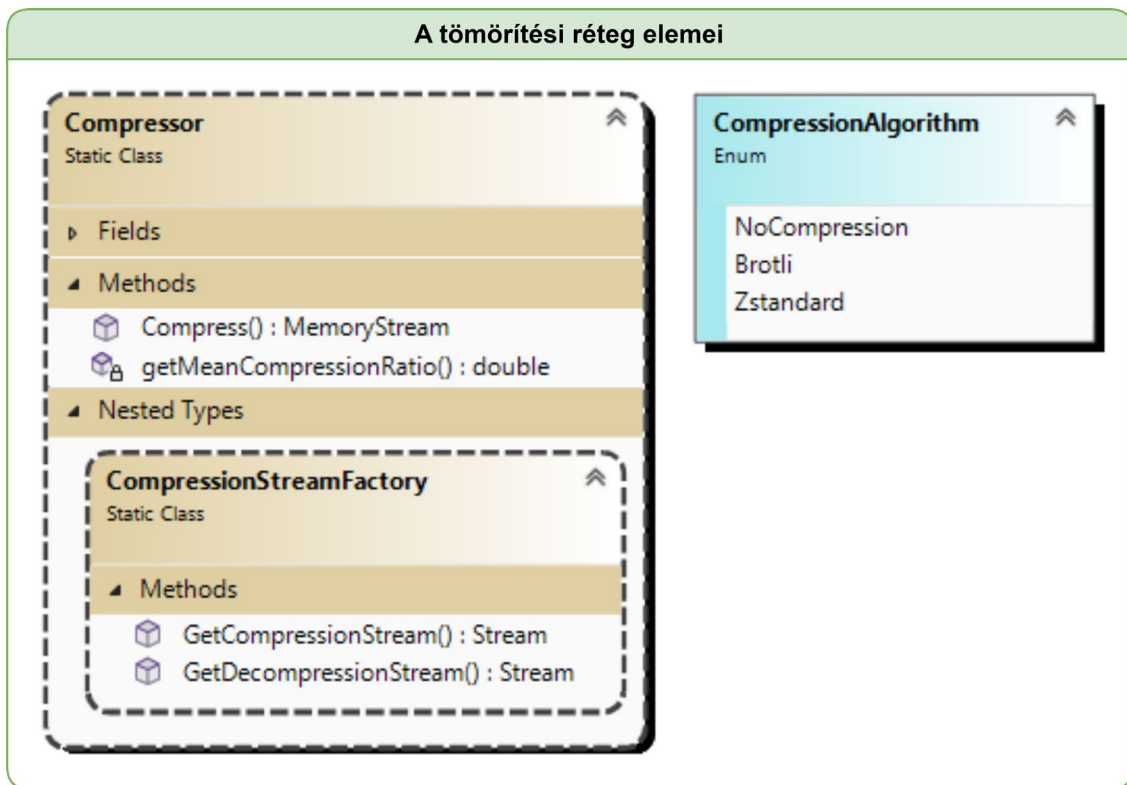 A tömörítési réteg elemei
Compressor
Static Class
Fields
Methods
Compress() : MemoryStream
getMeanCompressionRatio() : double
Nested Types
CompressionStreamFactory
Static Class
Methods
GetCompressionStream() : Stream
GetDecompressionStream() : Stream
CompressionAlgorithm
Enum
NoCompression
Brotli
Zstandard